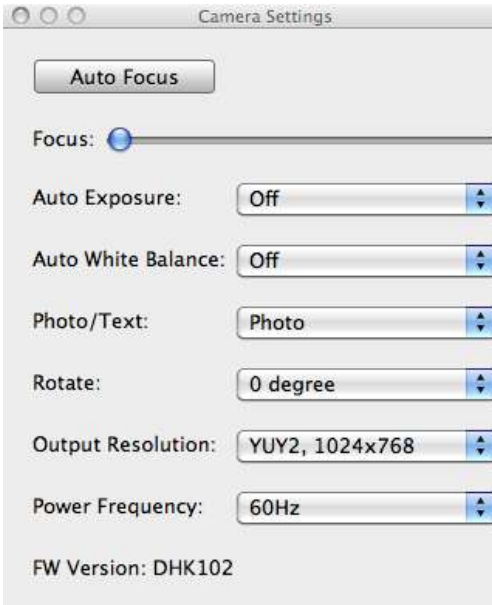 Camera Settings
Auto Focus
Focus:
Auto Exposure: Off
Auto White Balance: Off
Photo/Text: Photo
Rotate: 0 degree
Output Resolution: YUY2, 1024x768
Power Frequency: 60Hz
FW Version: DHK102